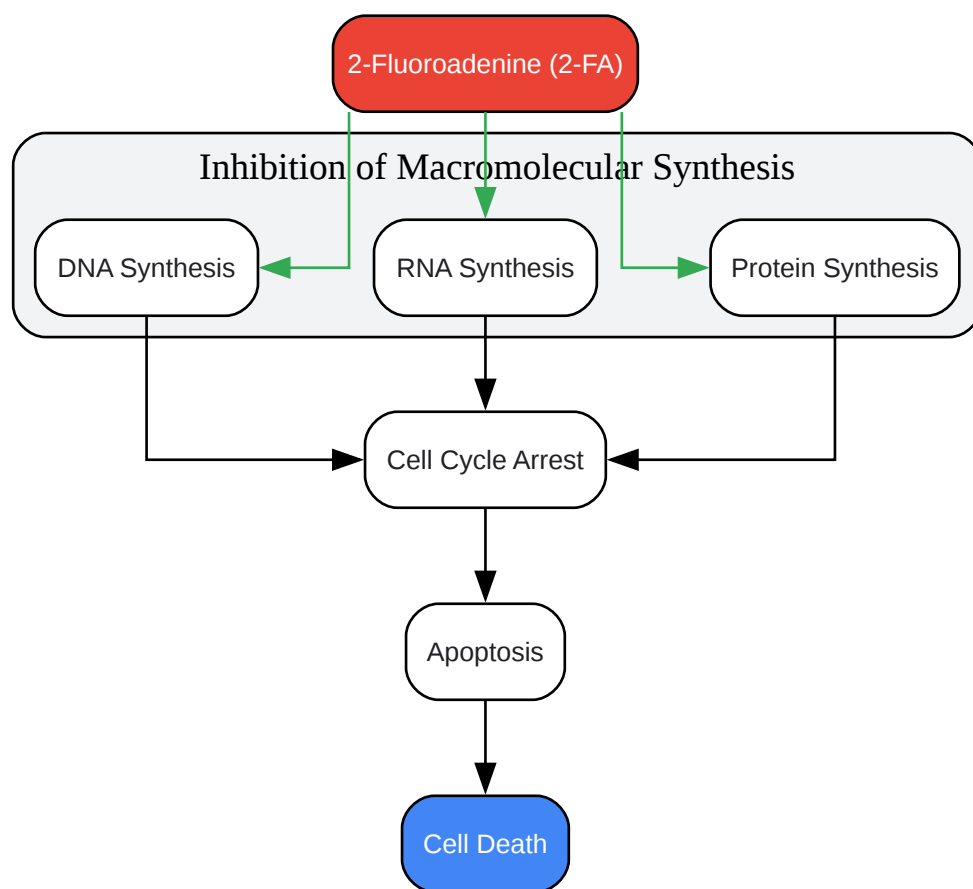 2-Fluoroadenine (2-FA)
Inhibition of Macromolecular Synthesis
DNA Synthesis
RNA Synthesis
Protein Synthesis
Cell Cycle Arrest
Apoptosis
Cell Death